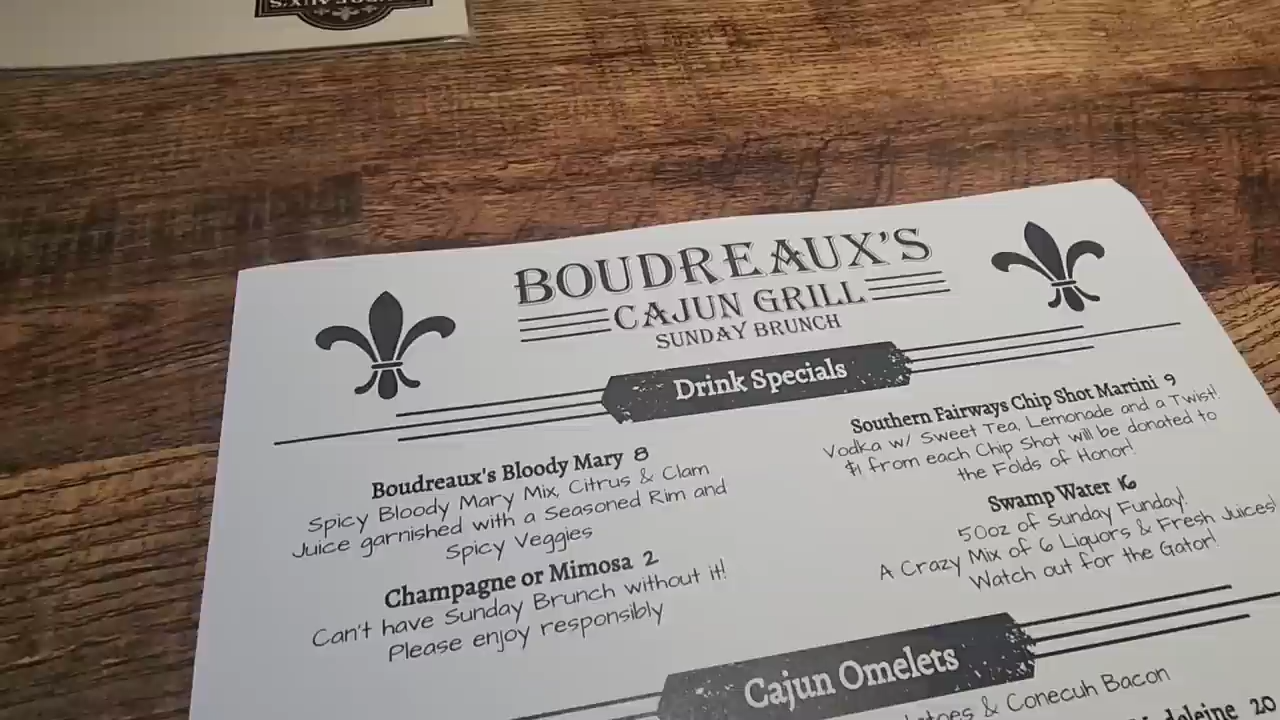 BOUDREAUX'S
CAJUN GRILL
SUNDAY BRUNCH
Drink Specials
Boudreaux's Bloody Mary 8
Spicy Bloody Mary Mix, Citrus & Clam
Juice garnished with a Seasoned Rim and
Spicy Veggies
Champagne or Mimosa 2
Can't have Sunday Brunch without it!
Please enjoy responsibly
Southern Fairways Chip Shot Martini 9
Vodka w/ Sweet Tea, Lemonade and a Twist!
$1 from each Chip Shot will be donated to
the Folds of Honor!
Swamp Water 16
50oz of Sunday Funday!
A Crazy Mix of 6 Liquors & Fresh Juices!
Watch out for the Gator!
Cajun Omelets
& Conecuh Bacon
20